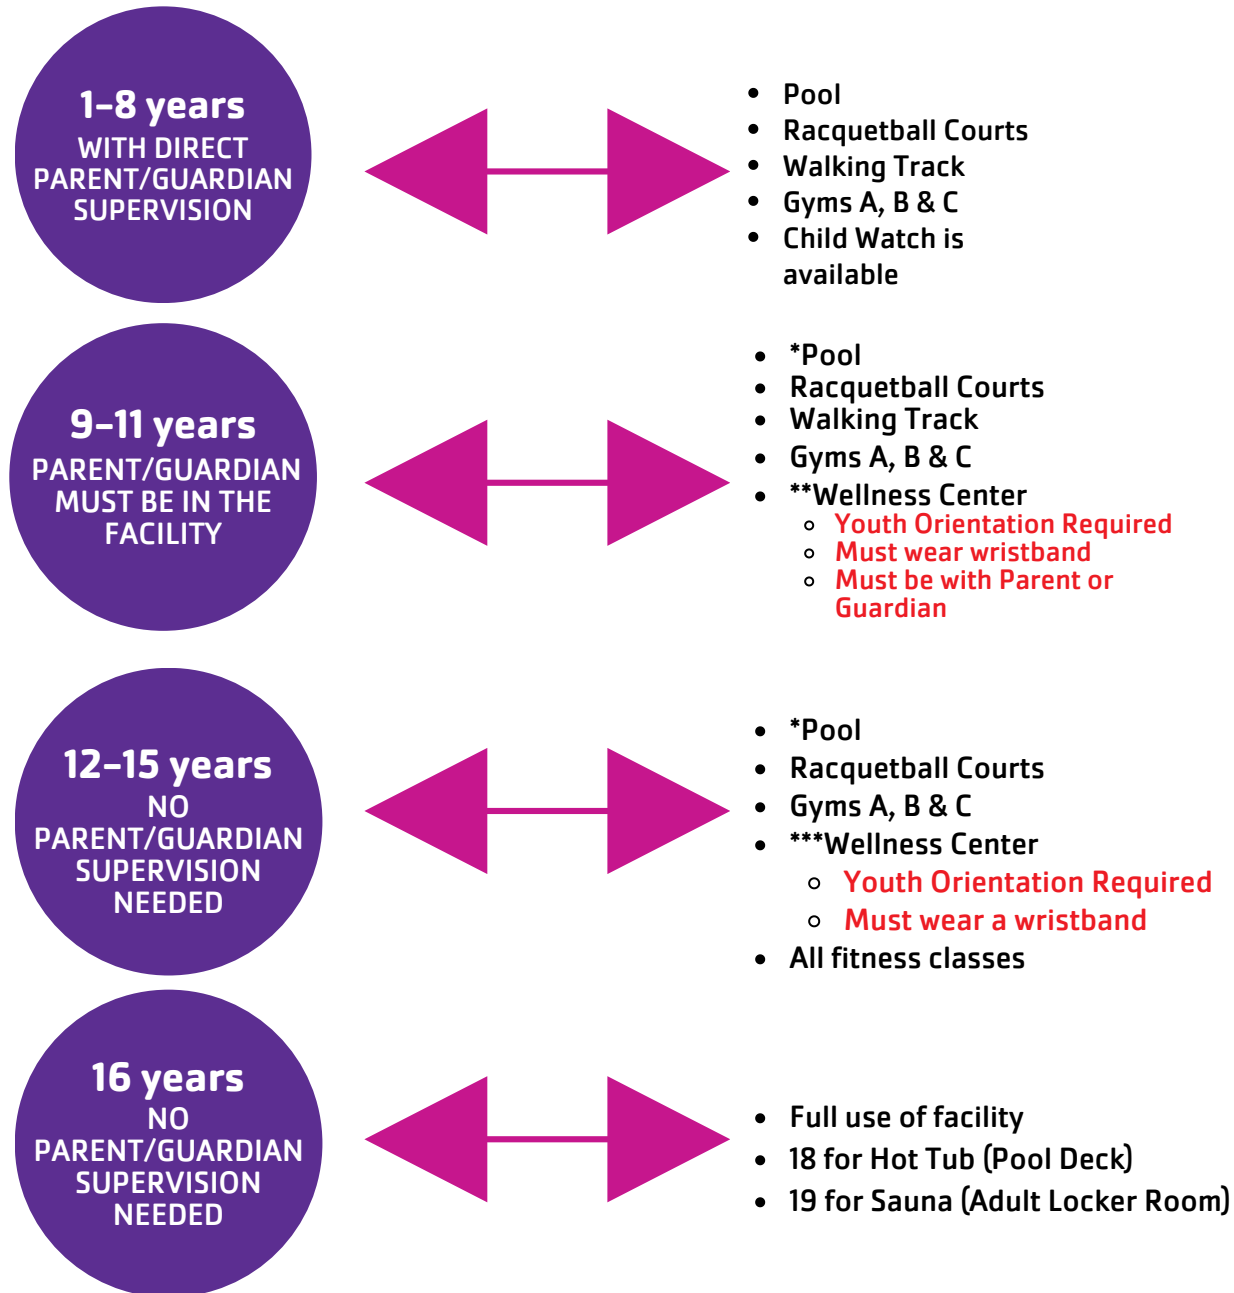 1-8 years
WITH DIRECT
PARENT/GUARDIAN
SUPERVISION
• Pool
• Racquetball Courts
• Walking Track
• Gyms A, B & C
• Child Watch is
available
9-11 years
PARENT/GUARDIAN
MUST BE IN THE
FACILITY
• *Pool
• Racquetball Courts
• Walking Track
• Gyms A, B & C
• **Wellness Center
◦ Youth Orientation Required
◦ Must wear wristband
◦ Must be with Parent or
Guardian
12-15 years
NO
PARENT/GUARDIAN
SUPERVISION
NEEDED
• *Pool
• Racquetball Courts
• Gyms A, B & C
• ***Wellness Center
◦ Youth Orientation Required
◦ Must wear a wristband
• All fitness classes
16 years
NO
PARENT/GUARDIAN
SUPERVISION
NEEDED
• Full use of facility
• 18 for Hot Tub (Pool Deck)
• 19 for Sauna (Adult Locker Room)